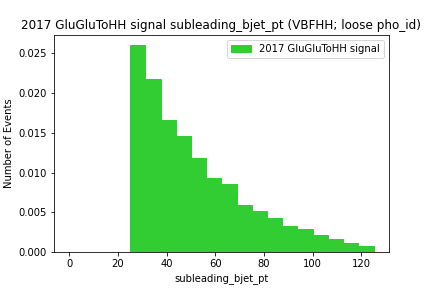 2017 GluGluToHH signal subleading_bjet_pt (VBFHH; loose pho_id)
2017 GluGluToHH signal
Number of Events
0.025
0.020
0.015
0.010
0.005
0.000
0 20 40 60 80 100 120
subleading_bjet_pt